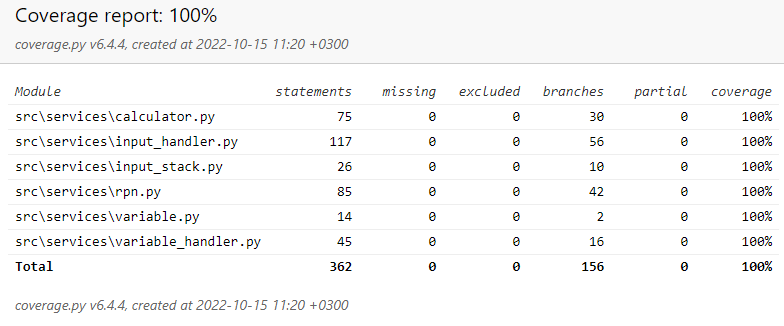 Coverage report: 100%
coverage.py v6.4.4, created at 2022-10-15 11:20 +0300
Module statements missing excluded branches partial coverage
src\services\calculator.py 75 0 0 30 0 100%
src\services\input_handler.py 117 0 0 56 0 100%
src\services\input_stack.py 26 0 0 10 0 100%
src\services\rpn.py 85 0 0 42 0 100%
src\services\variable.py 14 0 0 2 0 100%
src\services\variable_handler.py 45 0 0 16 0 100%
Total 362 0 0 156 0 100%
coverage.py v6.4.4, created at 2022-10-15 11:20 +0300